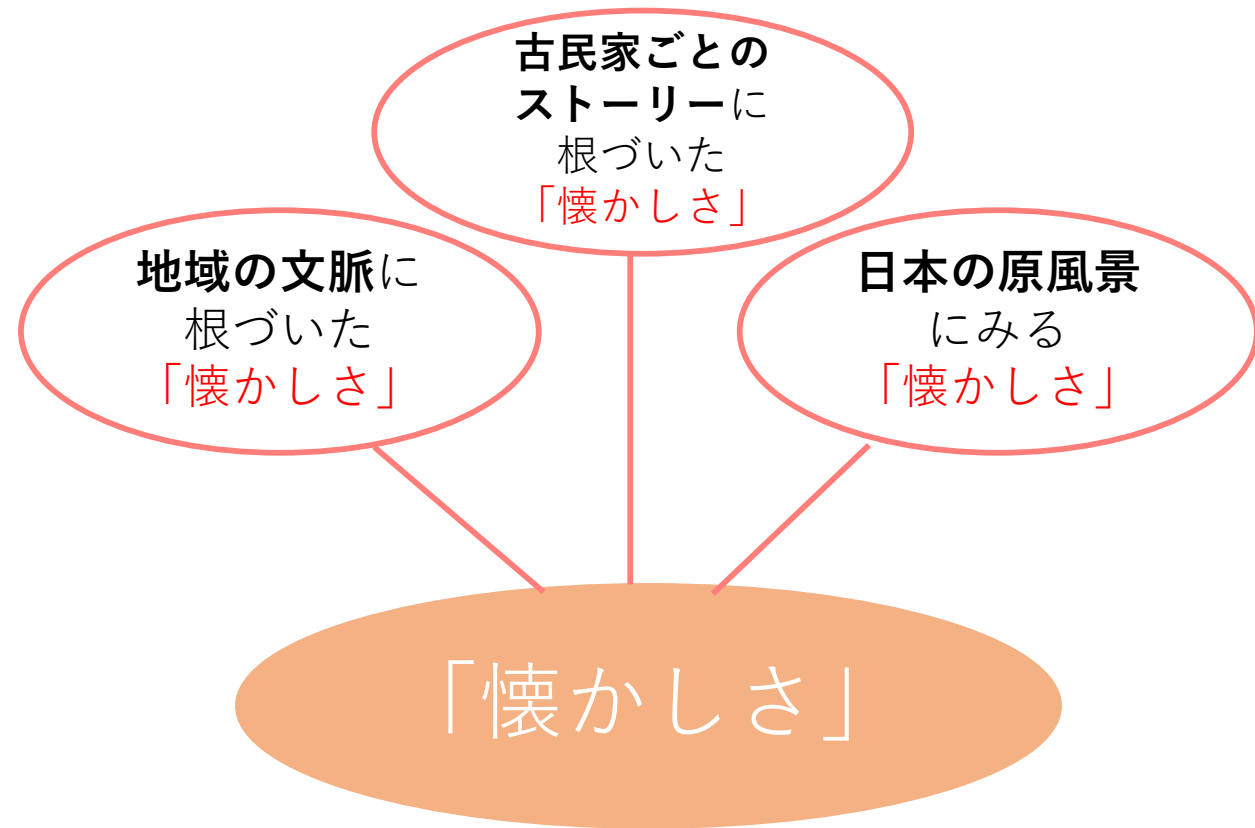 古民家ごとの
ストーリーに
根づいた
「懐かしさ」
地域の文脈に
根づいた
「懐かしさ」
日本の原風景
にみる
「懐かしさ」
「懐かしさ」